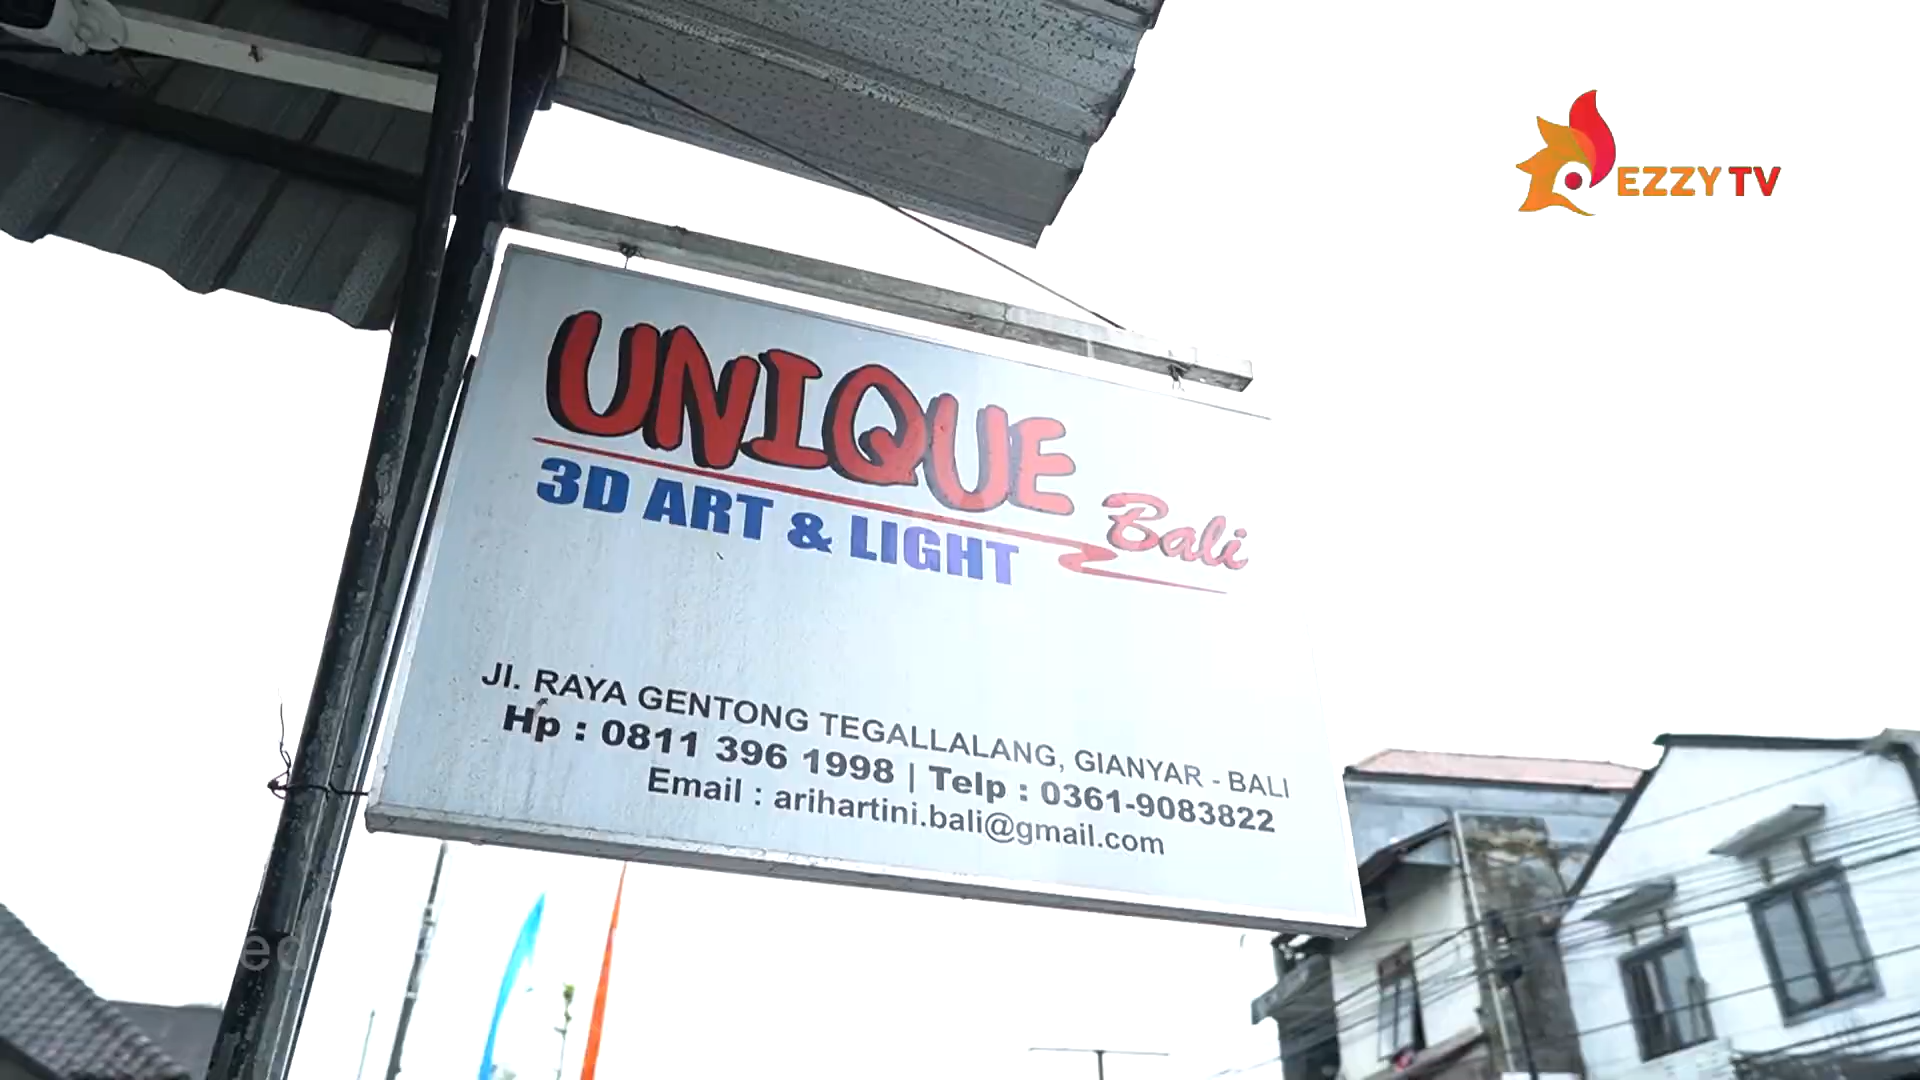 EZZY TV
UNIQUE Bali
3D ART & LIGHT
Jl. RAYA GENTONG TEGALLALANG, GIANYAR - BALI
Hp : 0811 396 1998 | Telp : 0361-9083822
Email : arihartini.bali@gmail.com